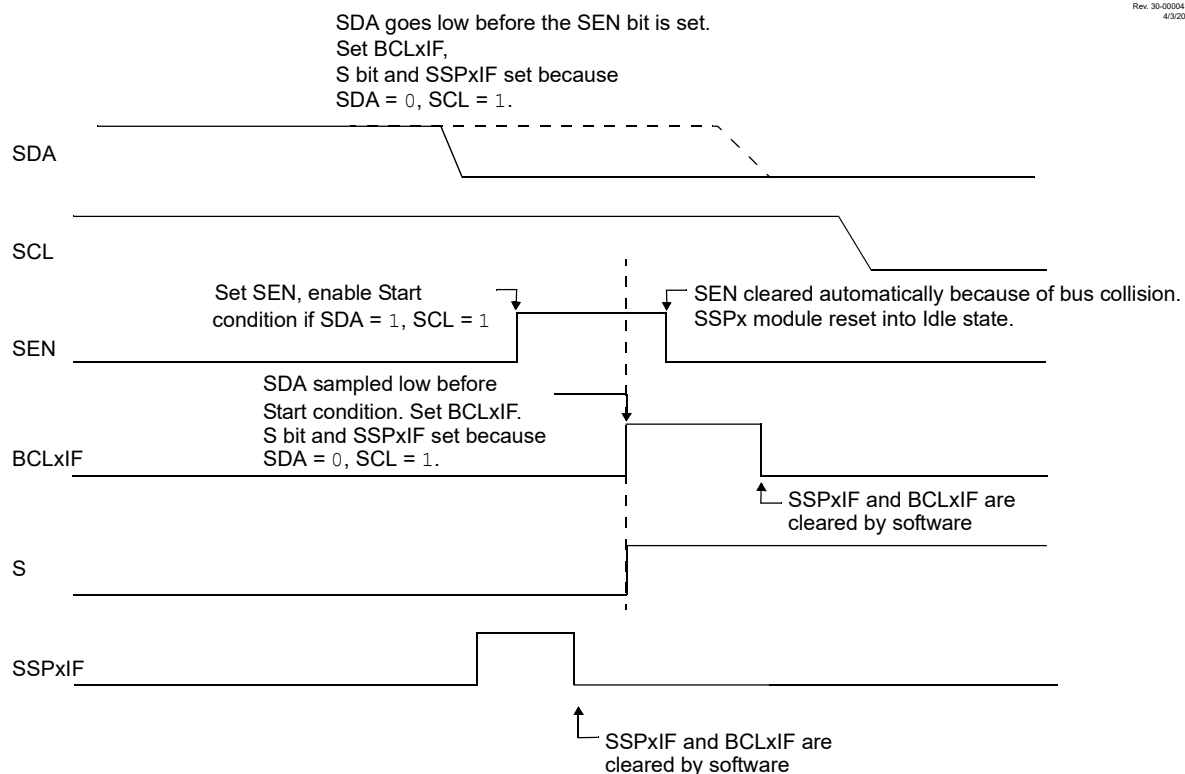 Rev. 30-00004
4/3/20
SDA goes low before the SEN bit is set.
Set BCLxIF,
S bit and SSPxIF set because
SDA = 0, SCL = 1.
SDA
SCL
Set SEN, enable Start
condition if SDA = 1, SCL = 1
SEN cleared automatically because of bus collision.
SSPx module reset into Idle state.
SEN
SDA sampled low before
Start condition. Set BCLxIF.
S bit and SSPxIF set because
SDA = 0, SCL = 1.
BCLxIF
SSPxIF and BCLxIF are
cleared by software
S
SSPxIF
SSPxIF and BCLxIF are
cleared by software